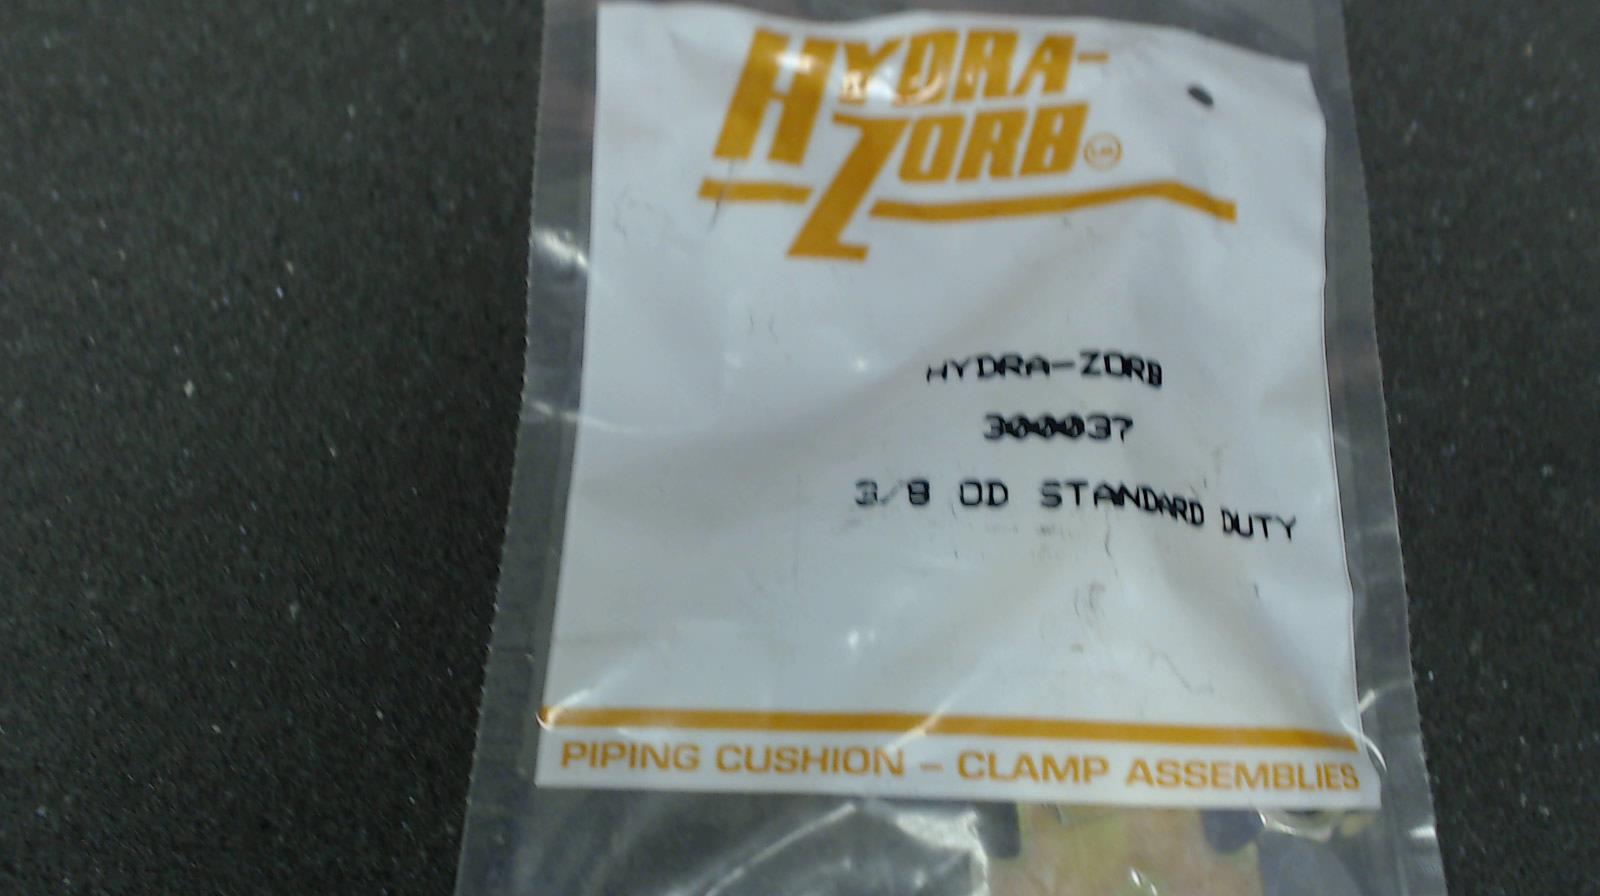 HYDRA-
ZORB
HYDRA-ZORB
300037
3/8 OD STANDARD DUTY
PIPING CUSHION – CLAMP ASSEMBLIES